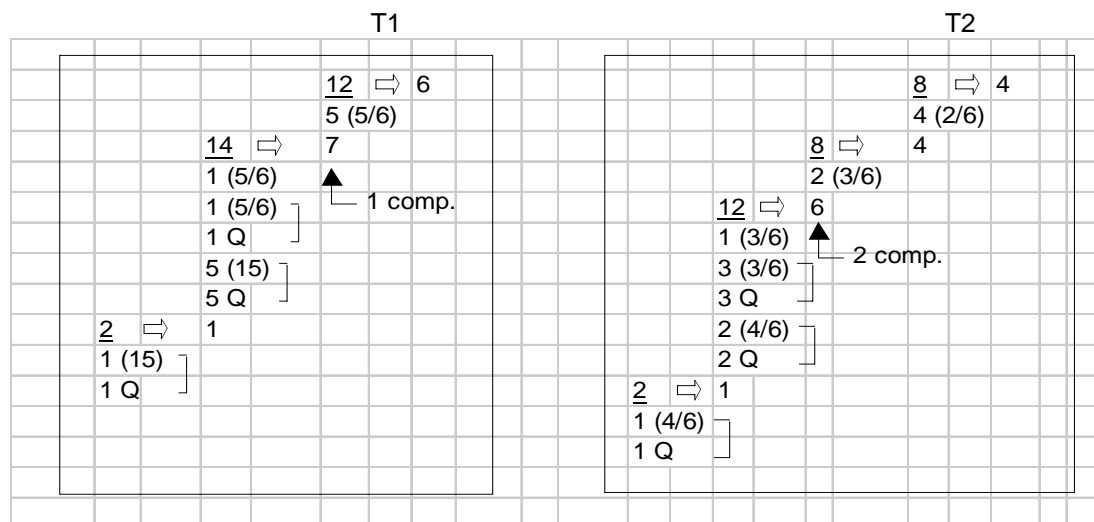 T1
12 ⇨ 6
5 (5/6)
14 ⇨ 7
1 (5/6)
1 (5/6)
1 comp.
1 Q
5 (15)
5 Q
2 ⇨ 1
1 (15)
1 Q
T2
8 ⇨ 4
4 (2/6)
8 ⇨ 4
2 (3/6)
12 ⇨ 6
1 (3/6)
2 comp.
3 (3/6)
3 Q
2 (4/6)
2 Q
2 ⇨ 1
1 (4/6)
1 Q